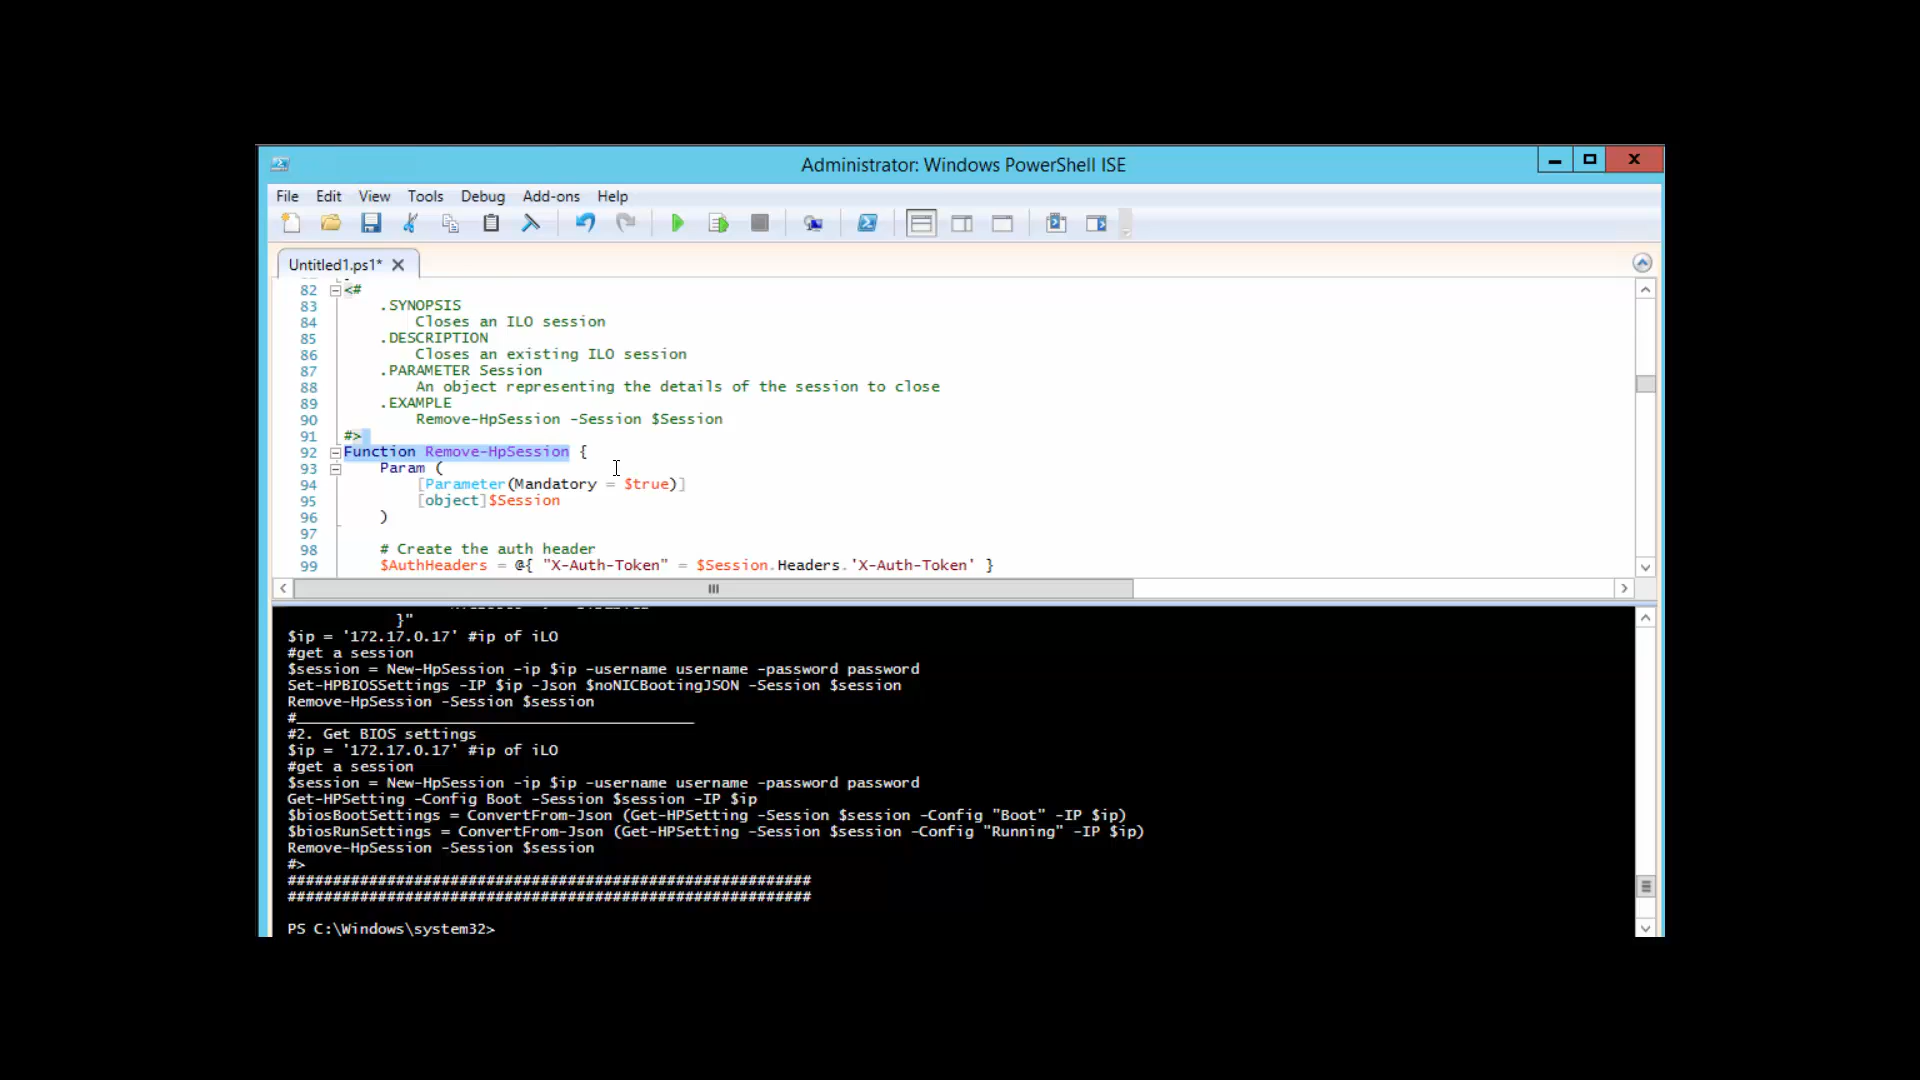 Administrator: Windows PowerShell ISE
File Edit View Tools Debug Add-ons Help
Untitled1.ps1*
82 <#
83 .SYNOPSIS
84 Closes an ILO session
85 .DESCRIPTION
86 Closes an existing ILO session
87 .PARAMETER Session
88 An object representing the details of the session to close
89 .EXAMPLE
90 Remove-HpSession -Session $Session
91 #>
92 Function Remove-HpSession {
93 Param (
94 [Parameter(Mandatory = $true)]
95 [object]$Session
96 )
97
98 # Create the auth header
99 $AuthHeaders = @{ "X-Auth-Token" = $Session.Headers.'X-Auth-Token' }
}"
$ip = '172.17.0.17' #ip of iLO
#get a session
$session = New-HpSession -ip $ip -username username -password password
Set-HPBIOSSettings -IP $ip -Json $noNICBootingJSON -Session $session
Remove-HpSession -Session $session
#____________________________________________
#2. Get BIOS settings
$ip = '172.17.0.17' #ip of iLO
#get a session
$session = New-HpSession -ip $ip -username username -password password
Get-HPSetting -Config Boot -Session $session -IP $ip
$biosBootSettings = ConvertFrom-Json (Get-HPSetting -Session $session -Config "Boot" -IP $ip)
$biosRunSettings = ConvertFrom-Json (Get-HPSetting -Session $session -Config "Running" -IP $ip)
Remove-HpSession -Session $session
#>
##########################################################
##########################################################
PS C:\Windows\system32>